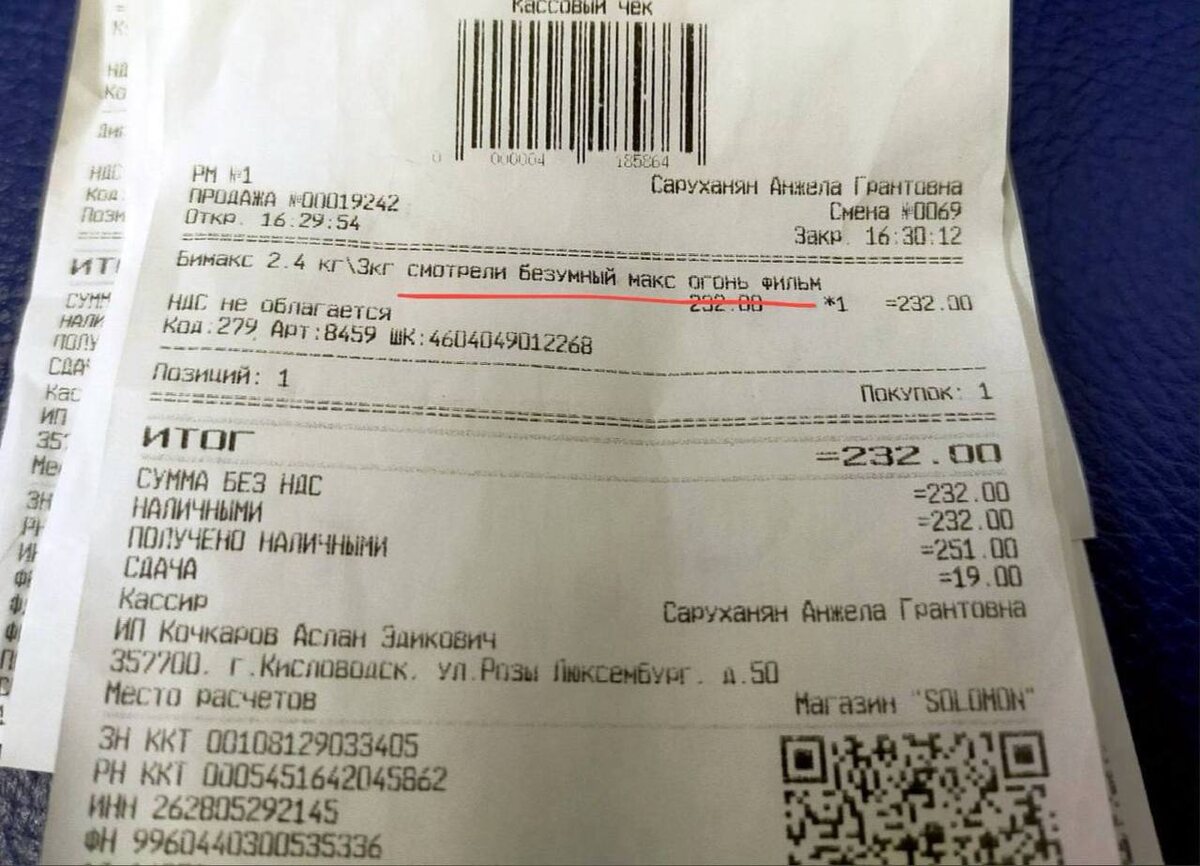 Кассовый чек
0 000004 185864
РМ №1
Саруханян Анжела Грантовна
ПРОДАЖА №00019242
Смена №0069
Откр. 16:29:54
Закр. 16:30:12
Бимакс 2.4 кг\3кг смотрели безумный макс огонь фильм
232.00 *1 =232.00
НДС не облагается
Код:279 Арт:8459 ШК:4604049012268
Позиций: 1
Покупок: 1
ИТОГ =232.00
СУММА БЕЗ НДС =232.00
НАЛИЧНЫМИ =232.00
ПОЛУЧЕНО НАЛИЧНЫМИ =251.00
СДАЧА =19.00
Кассир Саруханян Анжела Грантовна
ИП Кочкаров Аслан Эдикович
357700. г.Кисловодск. ул.Розы Люксембург. д.50
Место расчетов Магазин "SOLOMON"
ЗН ККТ 00108129033405
РН ККТ 0005451642045862
ИНН 262805292145
ФН 9960440300535336